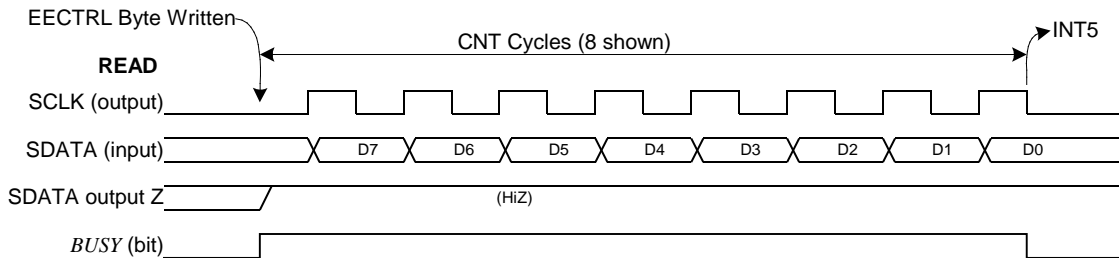 EECTRL Byte Written
INT5
CNT Cycles (8 shown)
READ
SCLK (output)
SDATA (input)
D7 D6 D5 D4 D3 D2 D1 D0
SDATA output Z
(HiZ)
BUSY (bit)